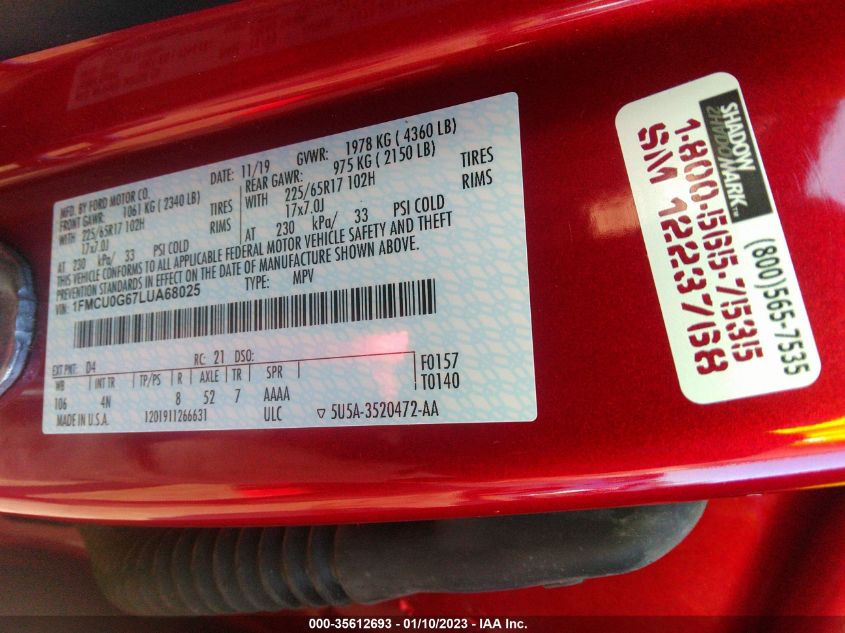 MFD. BY FORD MOTOR CO.
DATE: 11/19 GVWR: 1978 KG ( 4360 LB)
FRONT GAWR: 1061 KG ( 2340 LB) REAR GAWR: 975 KG ( 2150 LB)
WITH 225/65R17 102H TIRES WITH 225/65R17 102H TIRES
17x7.0J RIMS 17x7.0J RIMS
AT 230 kPa/ 33 PSI COLD AT 230 kPa/ 33 PSI COLD
THIS VEHICLE CONFORMS TO ALL APPLICABLE FEDERAL MOTOR VEHICLE SAFETY AND THEFT
PREVENTION STANDARDS IN EFFECT ON THE DATE OF MANUFACTURE SHOWN ABOVE.
VIN: 1FMCU0G67LUA68025 TYPE: MPV
EXT PNT: D4 RC: 21 DSO: F0157
WB INT TR TP/PS R AXLE TR SPR T0140
106 4N 8 52 7 AAAA
MADE IN U.S.A. 1201911266631 ULC 5U5A-3520472-AA
SHADOW
MARK™
(800)565-7535
1-800.565-7535
SM 1223768
000-35612693 - 01/10/2023 - IAA Inc.